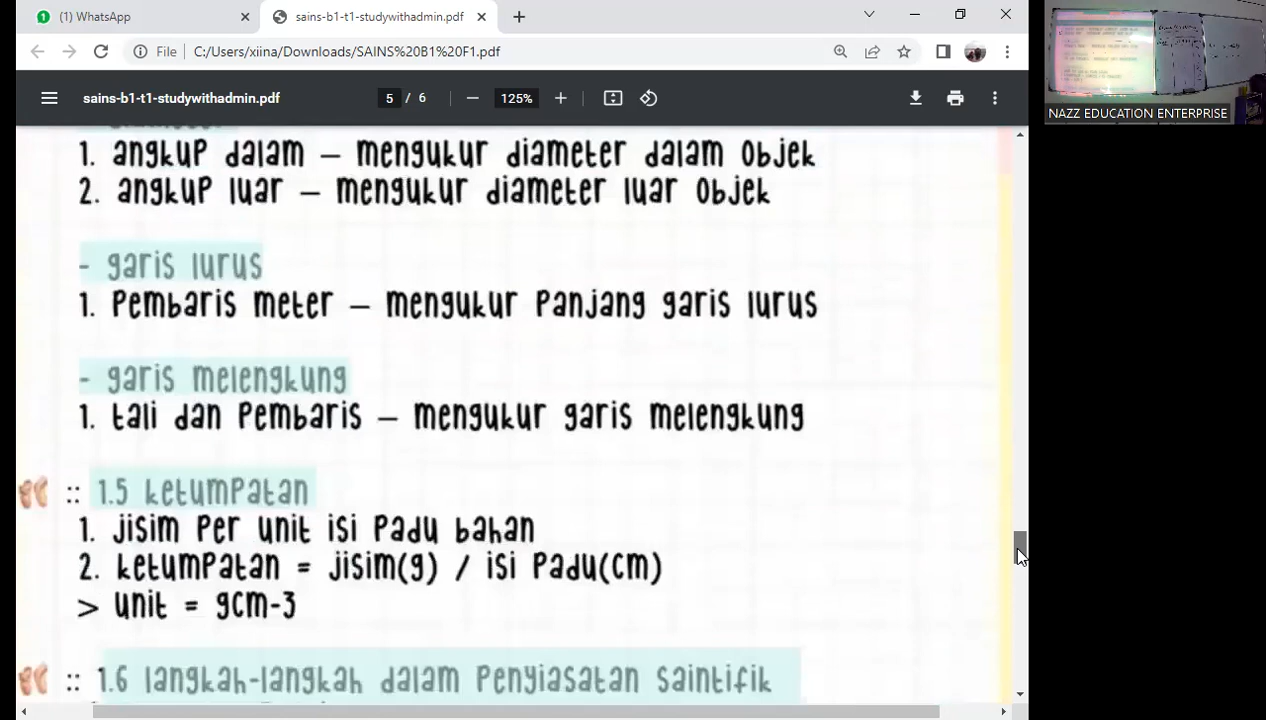 (1) WhatsApp
sains-b1-t1-studywithadmin.pdf
File
C:/Users/xiina/Downloads/SAINS%20B1%20F1.pdf
sains-b1-t1-studywithadmin.pdf
5 / 6
125%
NAZZ EDUCATION ENTERPRISE
1. angkup dalam – mengukur diameter dalam objek
2. angkup luar – mengukur diameter luar objek
- garis lurus
1. Pembaris meter – mengukur Panjang garis lurus
- garis melengkung
1. tali dan Pembaris – mengukur garis melengkung
:: 1.5 ketumPatan
1. jisim Per unit isi Padu bahan
2. ketumPatan = jisim(g) / isi Padu(cm)
> unit = gcm-3
:: 1.6 langkah-langkah dalam Penyiasatan saintifik